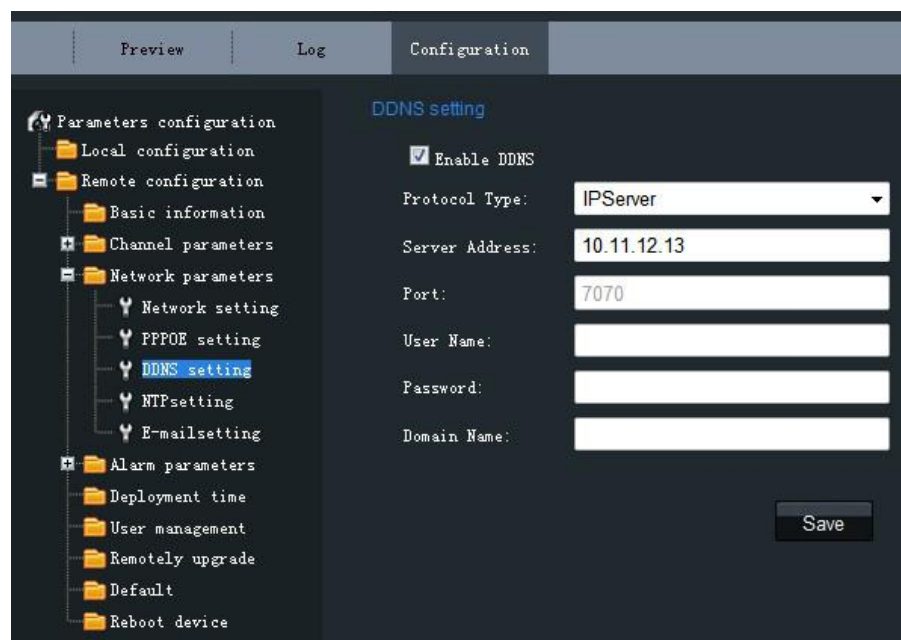 Preview Log Configuration
Parameters configuration
Local configuration
Remote configuration
Basic information
Channel parameters
Network parameters
Network setting
PPPOE setting
DDNS setting
NTPsetting
E-mailsetting
Alarm parameters
Deployment time
User management
Remotely upgrade
Default
Reboot device
DDNS setting
Enable DDNS
Protocol Type: IPServer
Server Address: 10.11.12.13
Port: 7070
User Name:
Password:
Domain Name:
Save